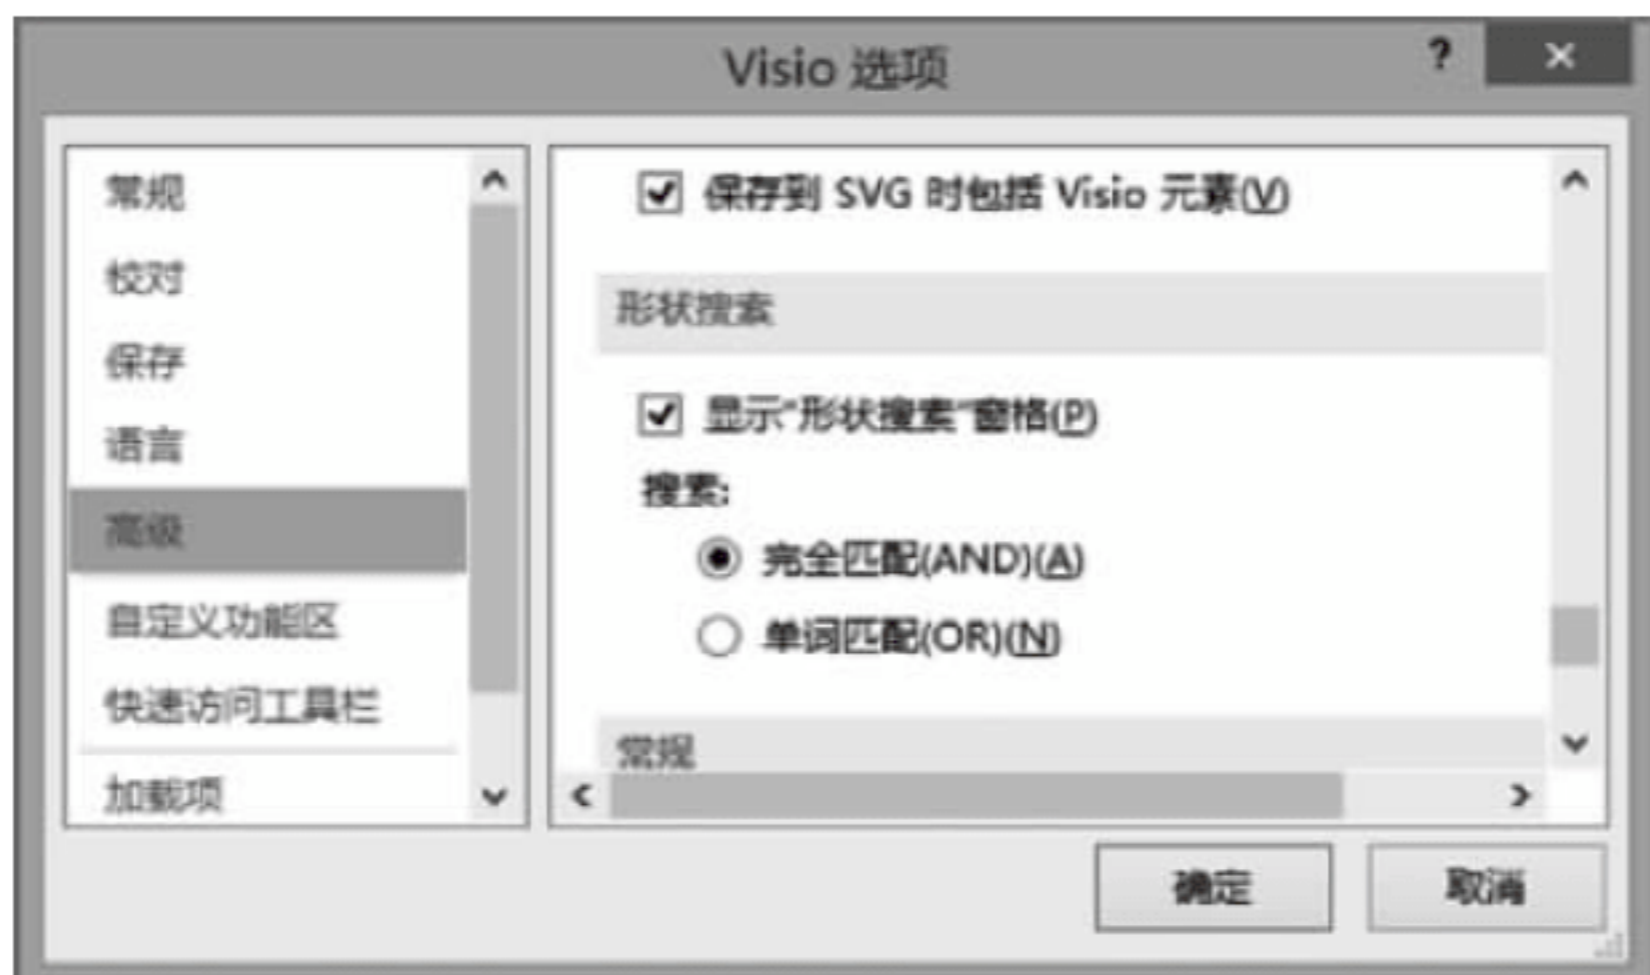 Visio 选项
?
常规
校对
保存
语言
高级
自定义功能区
快速访问工具栏
加载项
保存到 SVG 时包括 Visio 元素(V)
形状搜索
显示"形状搜索"窗格(P)
搜索:
完全匹配(AND)(A)
单词匹配(OR)(N)
常规
确定
取消